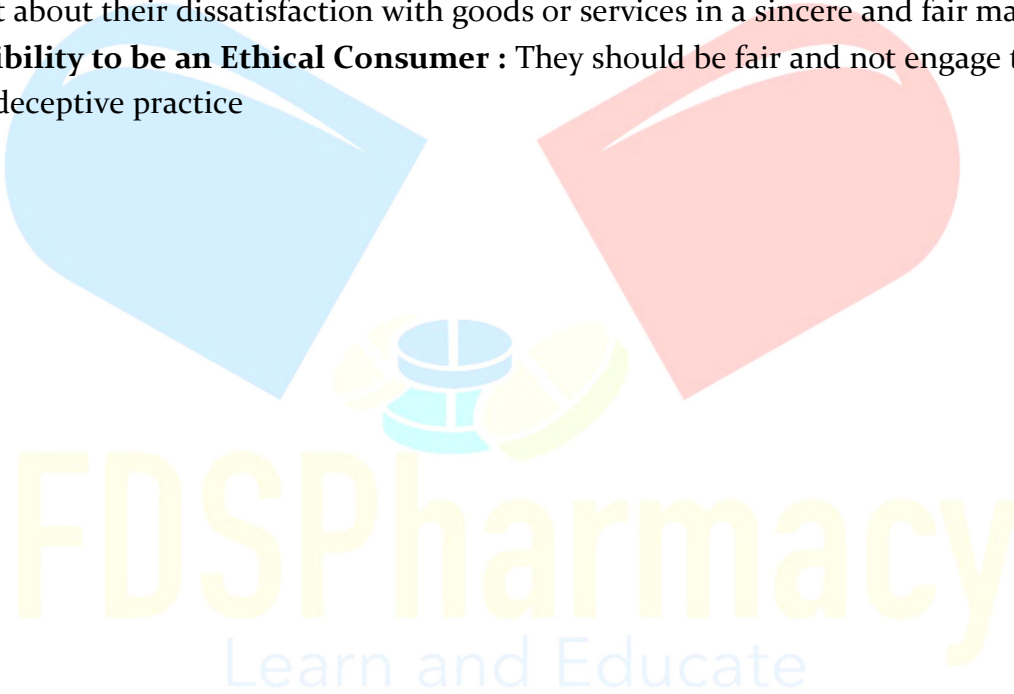 t about their dissatisfaction with goods or services in a sincere and fair ma
ibility to be an Ethical Consumer : They should be fair and not engage t
deceptive practice
FDSPharmacy
Learn and Educate